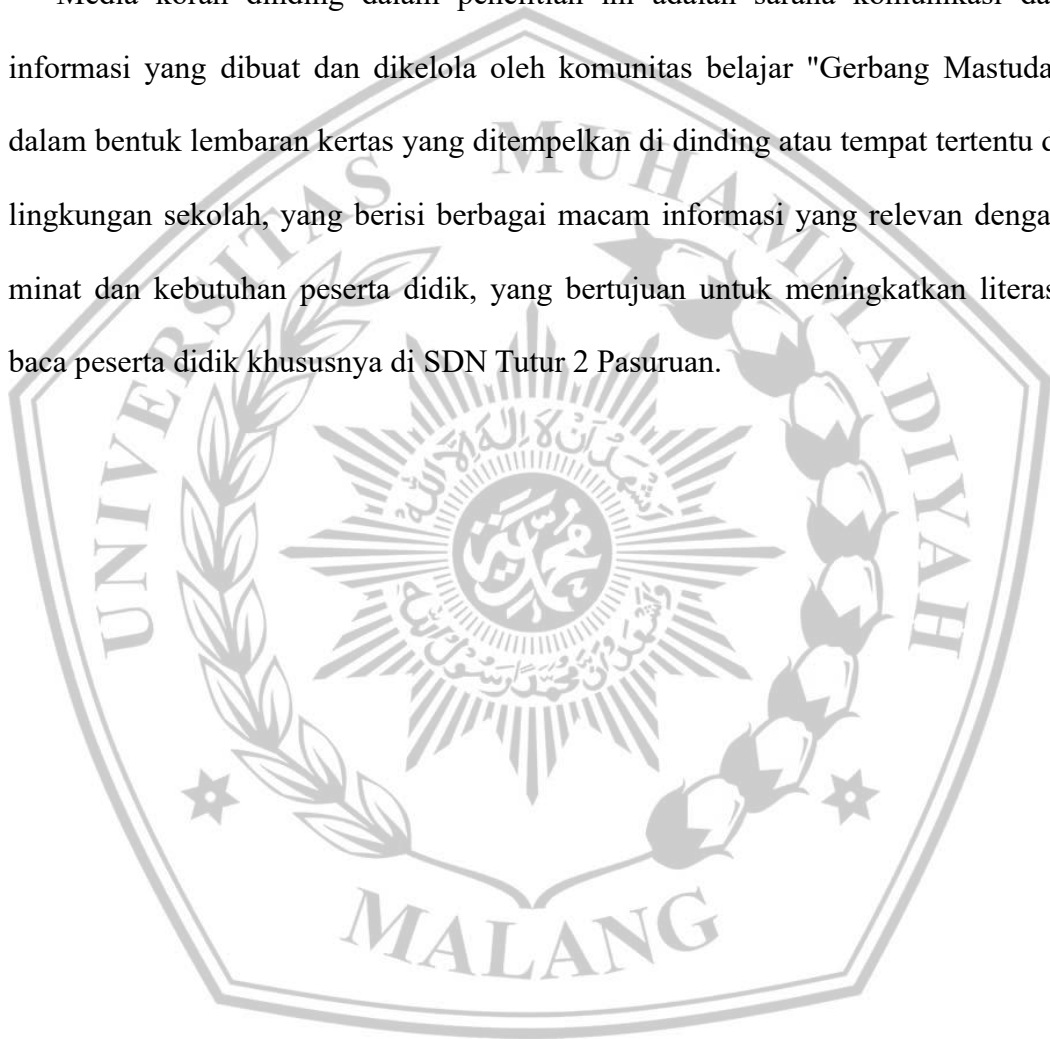 Media koran dinding dalam penelitian ini adalah sarana komunikasi da
informasi yang dibuat dan dikelola oleh komunitas belajar "Gerbang Mastuda
dalam bentuk lembaran kertas yang ditempelkan di dinding atau tempat tertentu d
lingkungan sekolah, yang berisi berbagai macam informasi yang relevan denga
minat dan kebutuhan peserta didik, yang bertujuan untuk meningkatkan literas
baca peserta didik khususnya di SDN Tutur 2 Pasuruan.
UNIVERSITAS MUHAMMADIYAH
MALANG